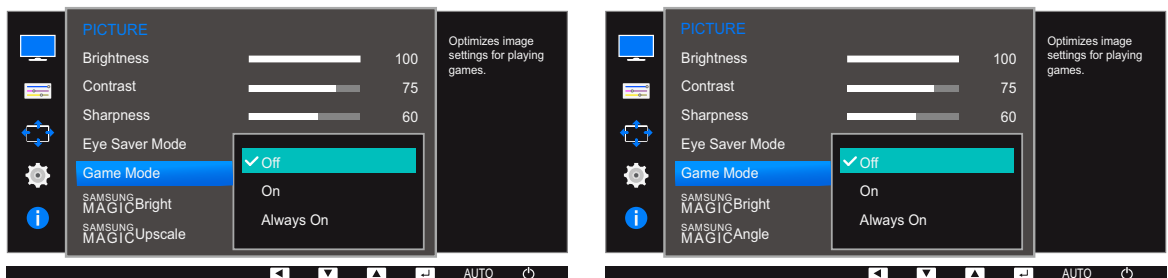 PICTURE
Brightness 100
Contrast 75
Sharpness 60
Eye Saver Mode
Game Mode
SAMSUNG
MAGICBright
SAMSUNG
MAGICUpscale
Off
On
Always On
Optimizes image
settings for playing
games.
AUTO
PICTURE
Brightness 100
Contrast 75
Sharpness 60
Eye Saver Mode
Game Mode
SAMSUNG
MAGICBright
SAMSUNG
MAGICAngle
Off
On
Always On
Optimizes image
settings for playing
games.
AUTO